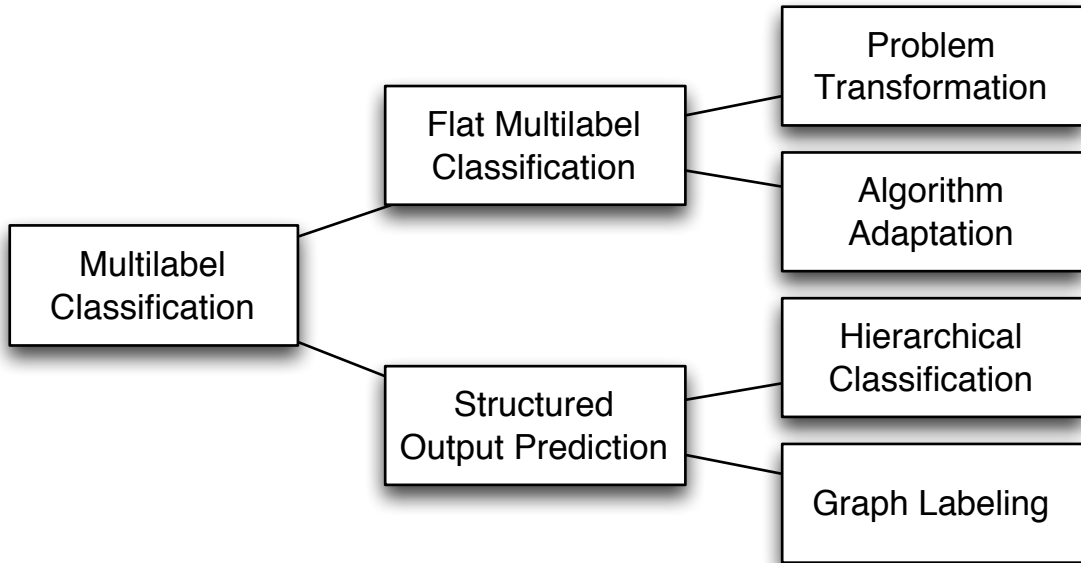 Multilabel
Classification
Flat Multilabel
Classification
Structured
Output Prediction
Problem
Transformation
Algorithm
Adaptation
Hierarchical
Classification
Graph Labeling